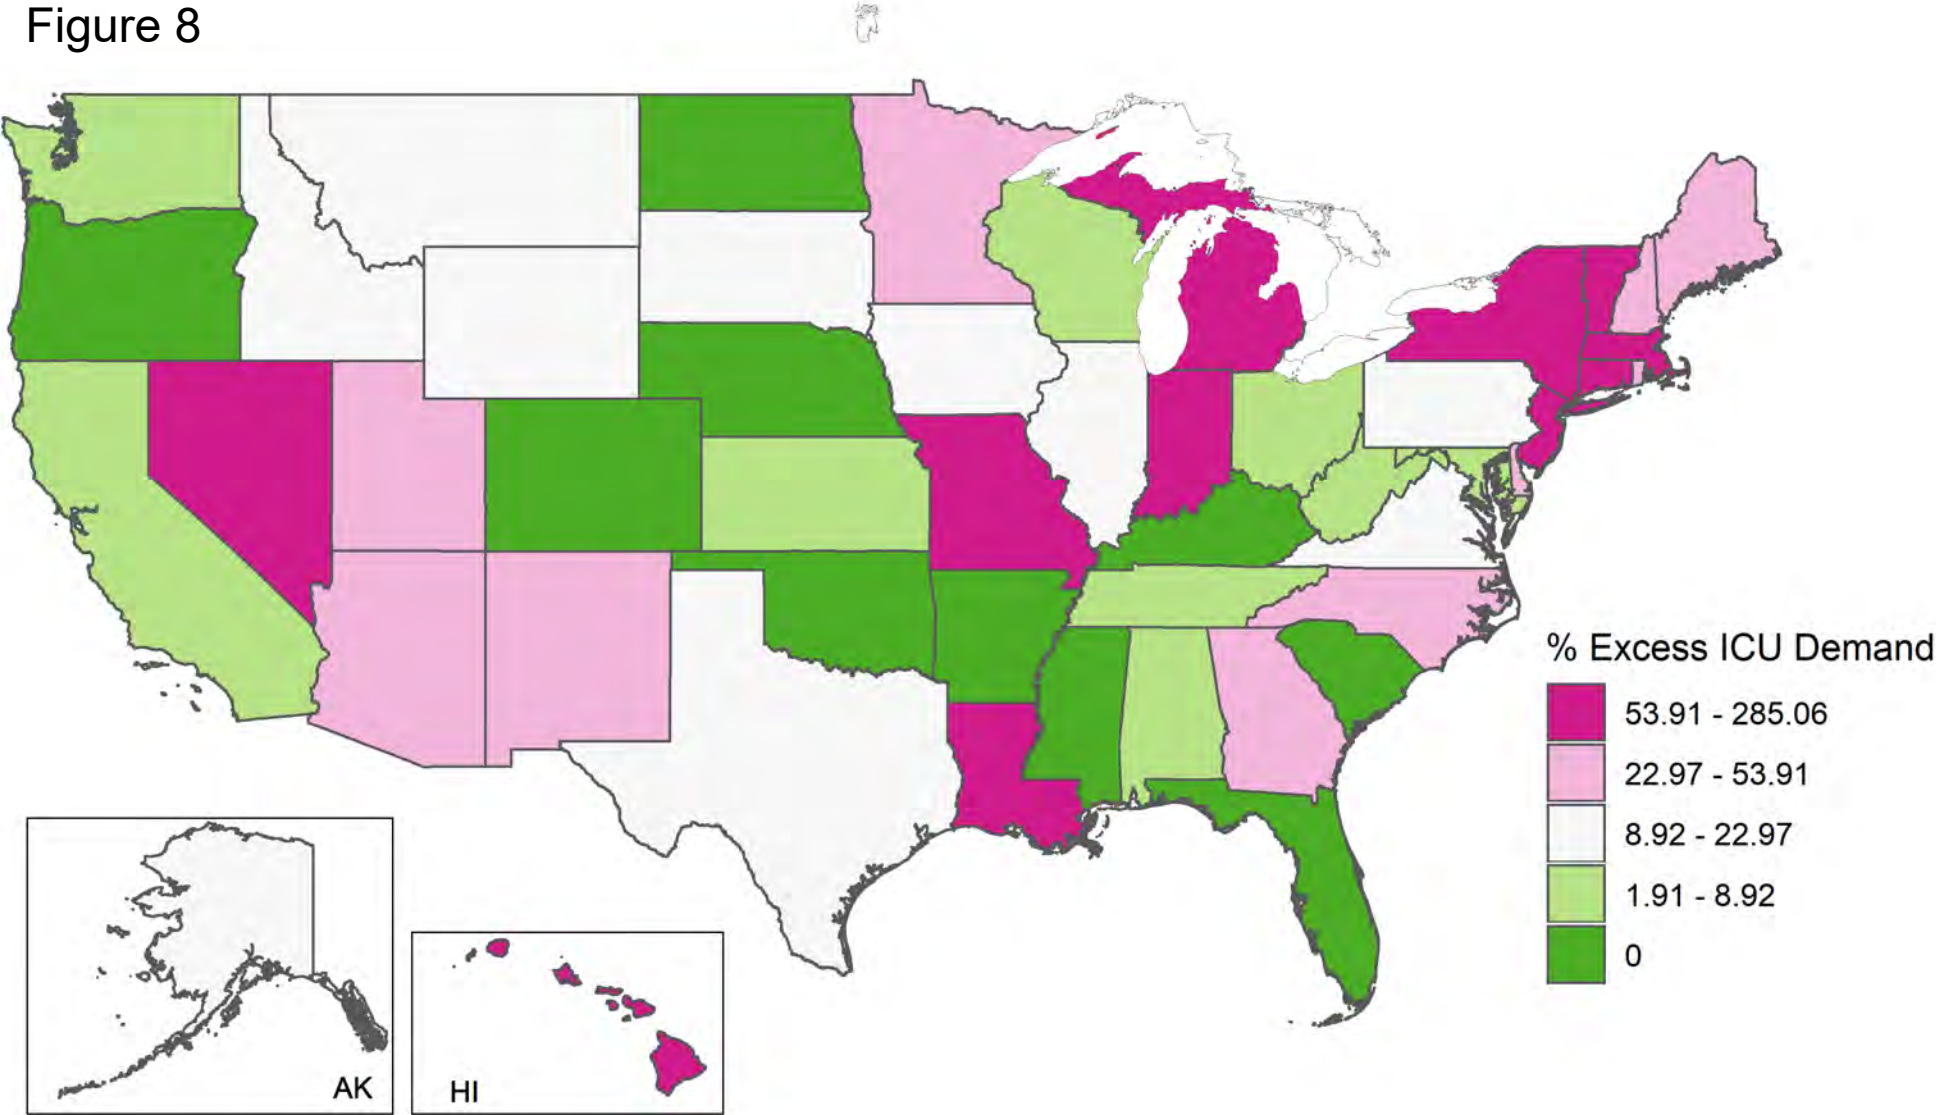 Figure 8
% Excess ICU Demand
53.91 - 285.06
22.97 - 53.91
8.92 - 22.97
1.91 - 8.92
0
AK
HI